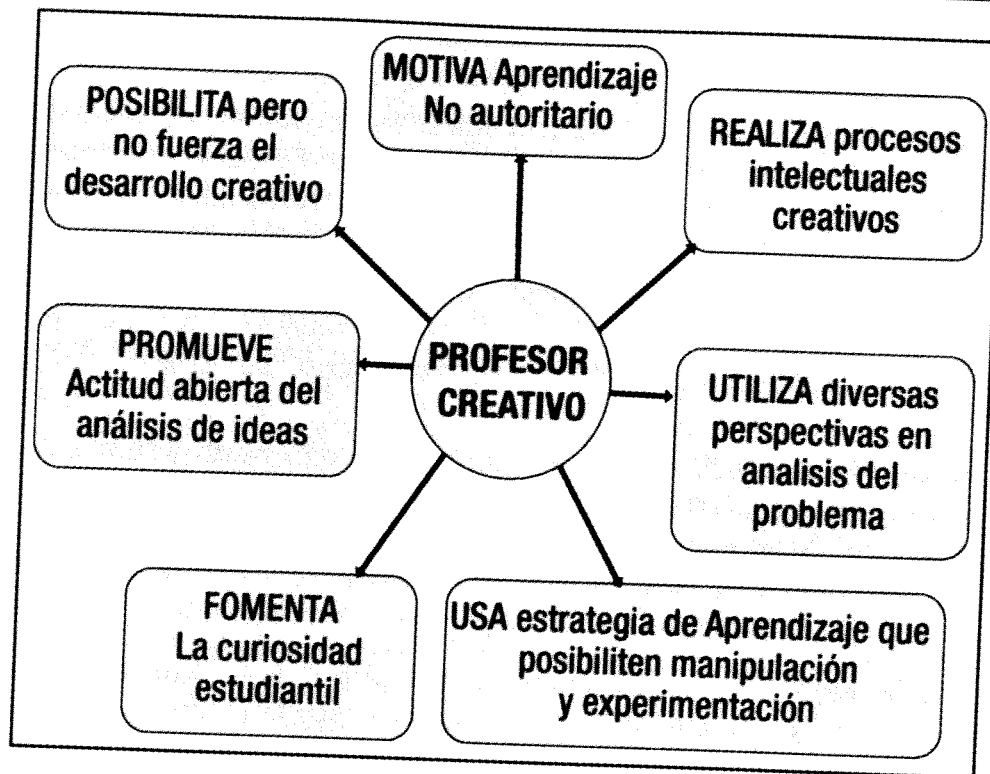 MOTIVA Aprendizaje
No autoritario
POSIBILITA pero
no fuerza el
desarrollo creativo
REALIZA procesos
intelectuales
creativos
PROMUEVE
Actitud abierta del
análisis de ideas
PROFESOR
CREATIVO
UTILIZA diversas
perspectivas en
analisis del
problema
FOMENTA
La curiosidad
estudiantil
USA estrategia de Aprendizaje que
posibiliten manipulación
y experimentación